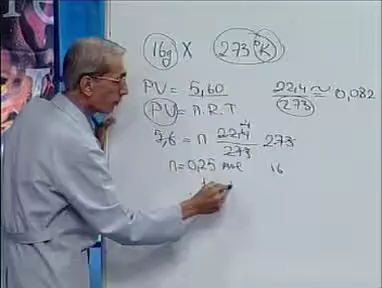 16g X 273 °K
PV = 5,60
22,4 ≈ 0,082
273
PV = n.R.T
5,6 = n 22,4 273
273
n = 0,25 mol 16